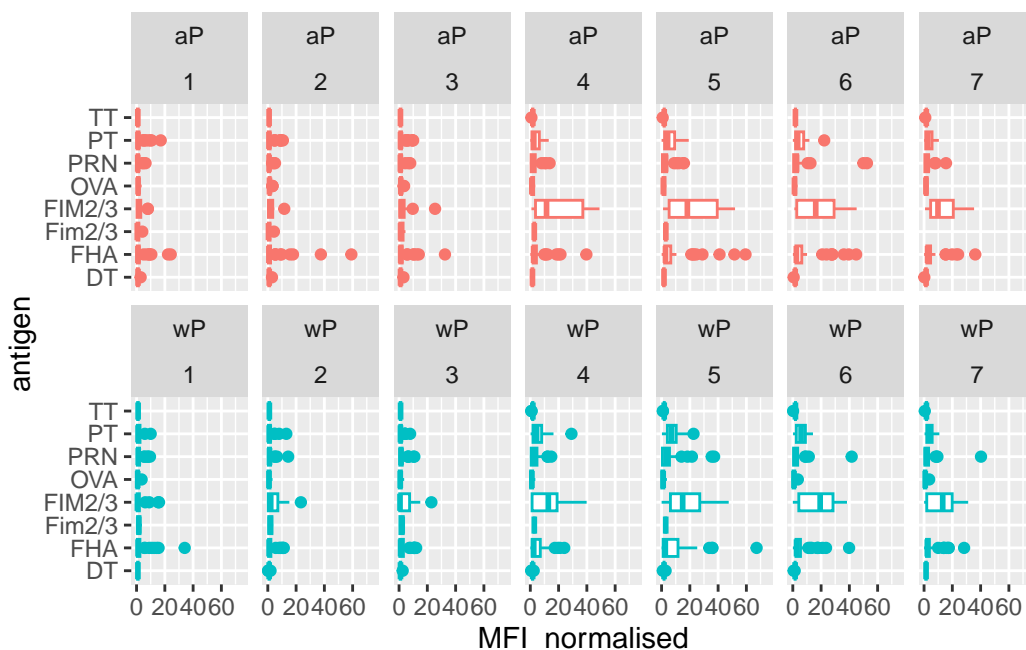 aP aP aP aP aP aP aP
1 2 3 4 5 6 7
TT
PT
PRN
OVA
FIM2/3
Fim2/3
FHA
DT
antigen
wP wP wP wP wP wP wP
1 2 3 4 5 6 7
TT
PT
PRN
OVA
FIM2/3
Fim2/3
FHA
DT
0 204060 0 204060 0 204060 0 204060 0 204060 0 204060 0 204060
MFI_normalised